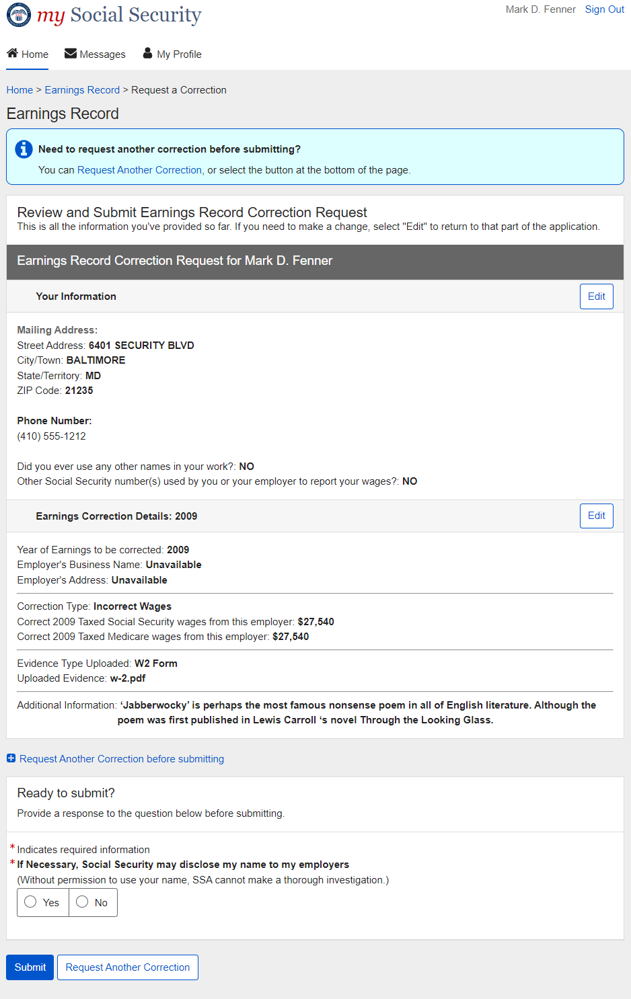 my Social Security
Mark D. Fenner Sign Out
Home Messages My Profile
Home > Earnings Record > Request a Correction
Earnings Record
Need to request another correction before submitting?
You can Request Another Correction, or select the button at the bottom of the page.
Review and Submit Earnings Record Correction Request
This is all the information you've provided so far. If you need to make a change, select "Edit" to return to that part of the application.
Earnings Record Correction Request for Mark D. Fenner
Your Information Edit
Mailing Address:
Street Address: 6401 SECURITY BLVD
City/Town: BALTIMORE
State/Territory: MD
ZIP Code: 21235
Phone Number:
(410) 555-1212
Did you ever use any other names in your work?: NO
Other Social Security number(s) used by you or your employer to report your wages?: NO
Earnings Correction Details: 2009 Edit
Year of Earnings to be corrected: 2009
Employer's Business Name: Unavailable
Employer's Address: Unavailable
Correction Type: Incorrect Wages
Correct 2009 Taxed Social Security wages from this employer: $27,540
Correct 2009 Taxed Medicare wages from this employer: $27,540
Evidence Type Uploaded: W2 Form
Uploaded Evidence: w-2.pdf
Additional Information: ‘Jabberwocky’ is perhaps the most famous nonsense poem in all of English literature. Although the
poem was first published in Lewis Carroll ‘s novel Through the Looking Glass.
Request Another Correction before submitting
Ready to submit?
Provide a response to the question below before submitting.
* Indicates required information
* If Necessary, Social Security may disclose my name to my employers
(Without permission to use your name, SSA cannot make a thorough investigation.)
Yes No
Submit Request Another Correction